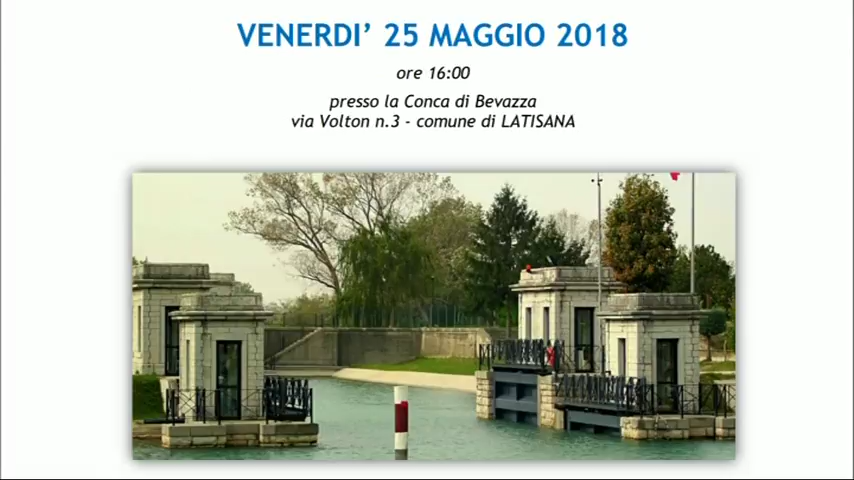 VENERDI’ 25 MAGGIO 2018
ore 16:00
presso la Conca di Bevazza
via Volton n.3 - comune di LATISANA